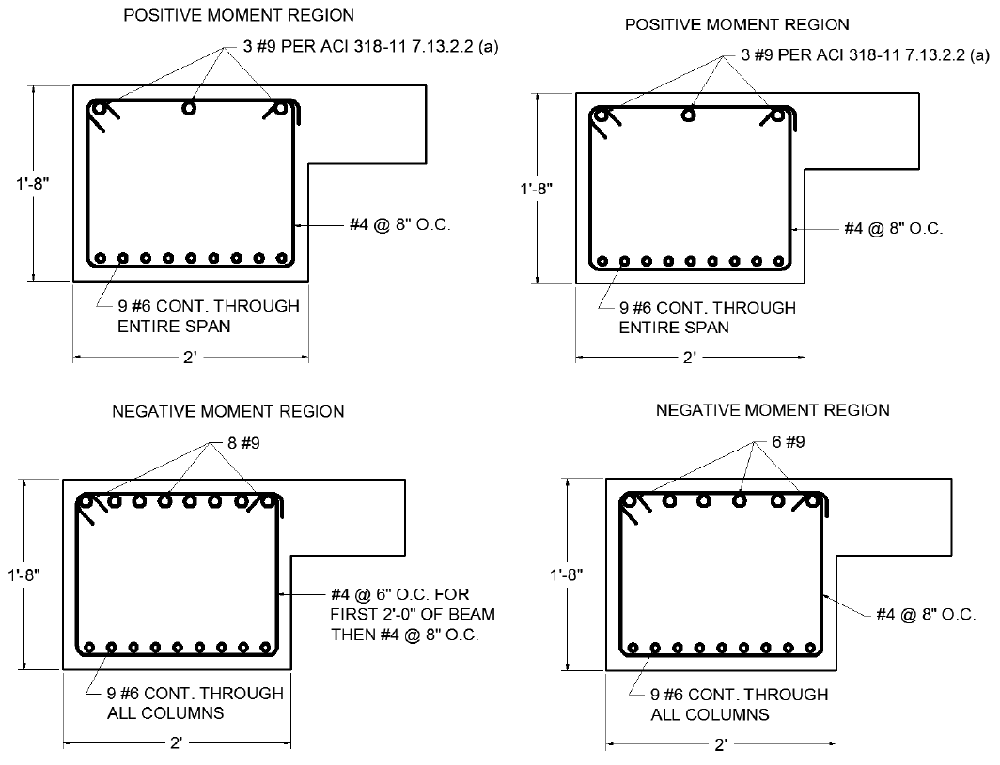 POSITIVE MOMENT REGION
3 #9 PER ACI 318-11 7.13.2.2 (a)
1'-8"
#4 @ 8" O.C.
9 #6 CONT. THROUGH
ENTIRE SPAN
2'
POSITIVE MOMENT REGION
3 #9 PER ACI 318-11 7.13.2.2 (a)
1'-8"
#4 @ 8" O.C.
9 #6 CONT. THROUGH
ENTIRE SPAN
2'
NEGATIVE MOMENT REGION
8 #9
1'-8"
#4 @ 6" O.C. FOR
FIRST 2'-0" OF BEAM
THEN #4 @ 8" O.C.
9 #6 CONT. THROUGH
ALL COLUMNS
2'
NEGATIVE MOMENT REGION
6 #9
1'-8"
#4 @ 8" O.C.
9 #6 CONT. THROUGH
ALL COLUMNS
2'